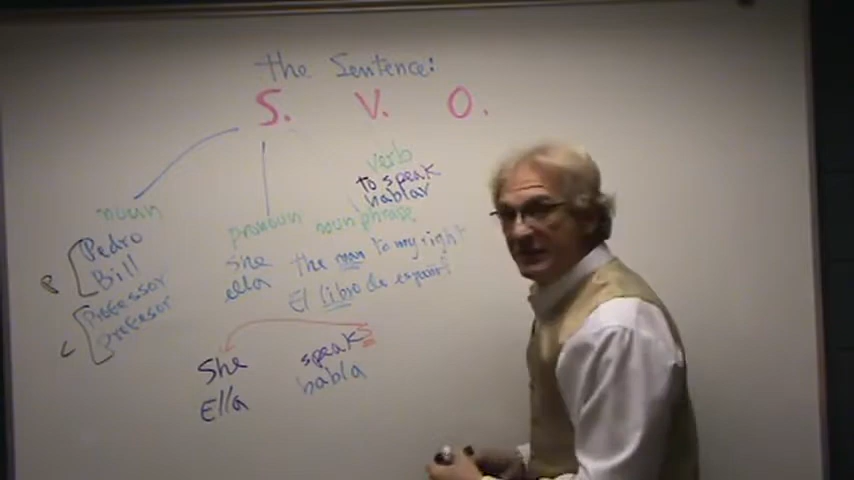 the Sentence:
S. V. O.
verb
to speak
hablar
noun
pronoun
noun phrase
P
Pedro
Bill
C
Professor
Profesor
she
ella
the man to my right
El libro de español
She speaks
Ella habla